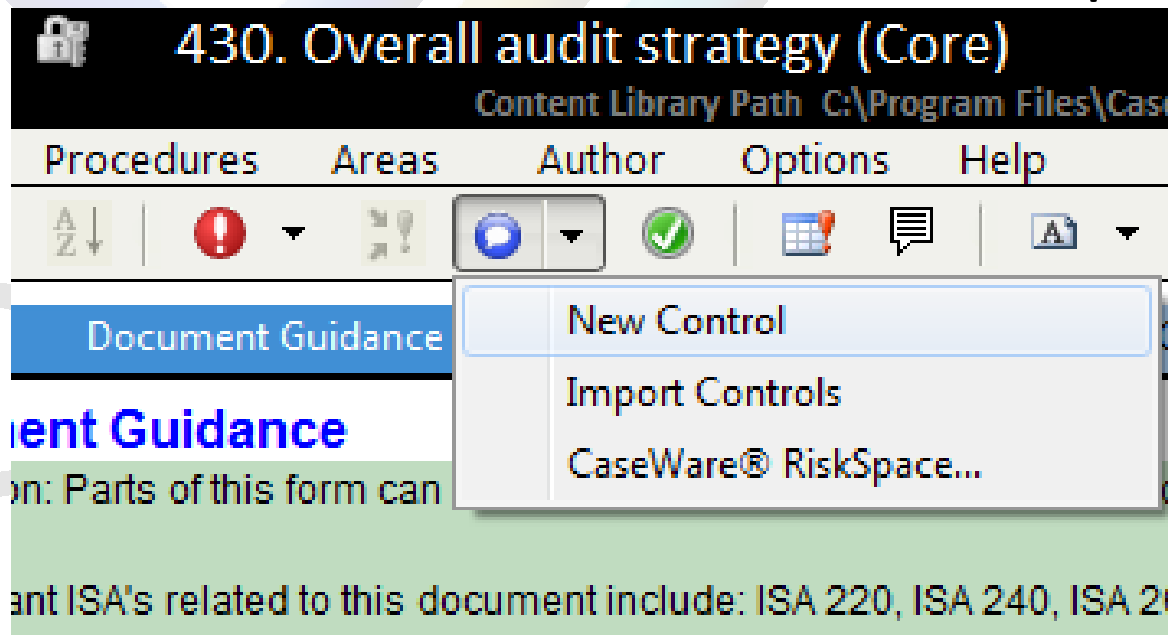 430. Overall audit strategy (Core)
Content Library Path C:\Program Files\Case
Procedures Areas Author Options Help
A Z A
Document Guidance
New Control
Import Controls
ent Guidance
CaseWare® RiskSpace...
on: Parts of this form can
ant ISA's related to this document include: ISA 220, ISA 240, ISA 26